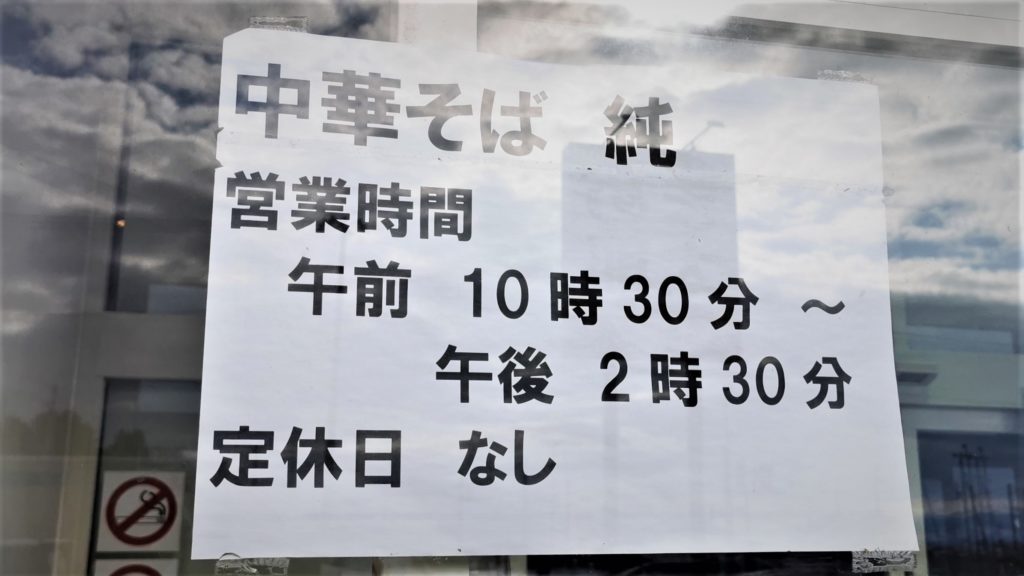 中華そば 純
営業時間
午前 10時30分 ～
午後 2時30分
定休日 なし